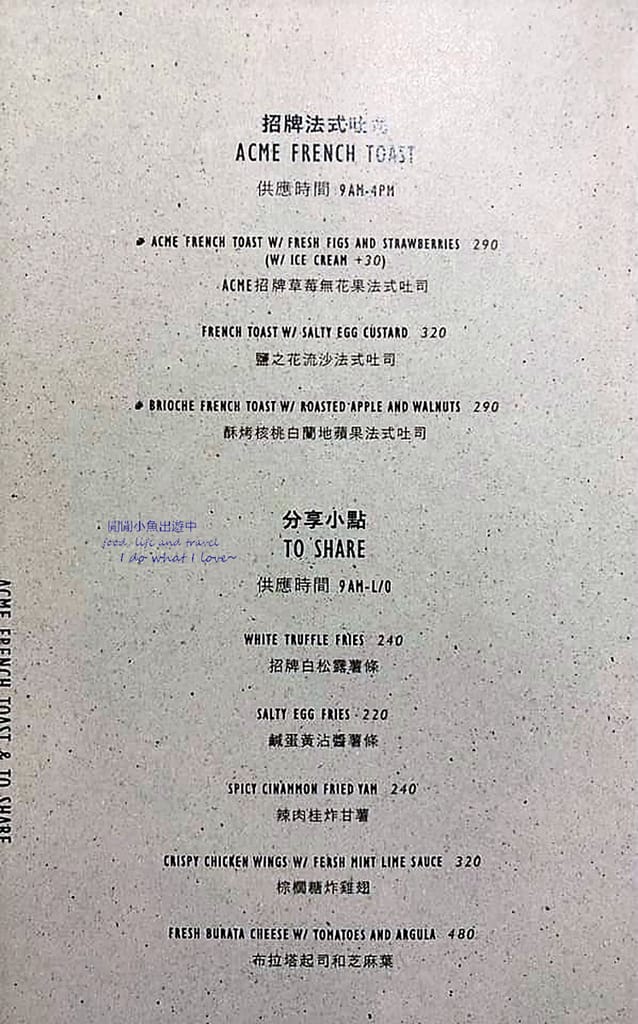 招牌法式吐司
ACME FRENCH TOAST
供應時間 9AM-4PM
ACME FRENCH TOAST W/ FRESH FIGS AND STRAWBERRIES 290
(W/ ICE CREAM +30)
ACME招牌草莓無花果法式吐司
FRENCH TOAST W/ SALTY EGG CUSTARD 320
鹽之花流沙法式吐司
BRIOCHE FRENCH TOAST W/ ROASTED APPLE AND WALNUTS 290
酥烤核桃白蘭地蘋果法式吐司
小魚出遊中
food, life and travel
I do what I love~
分享小點
TO SHARE
供應時間 9AM-L/O
WHITE TRUFFLE FRIES 240
招牌白松露薯條
SALTY EGG FRIES 220
鹹蛋黃沾醬薯條
SPICY CINAMMON FRIED YAM 240
辣肉桂炸甘薯
CRISPY CHICKEN WINGS W/ FERSH MINT LIME SAUCE 320
棕櫚糖炸雞翅
FRESH BURATA CHEESE W/ TOMATOES AND ARGULA 480
布拉塔起司和芝麻葉
ACME FRENCH TOAST & TO SHARE